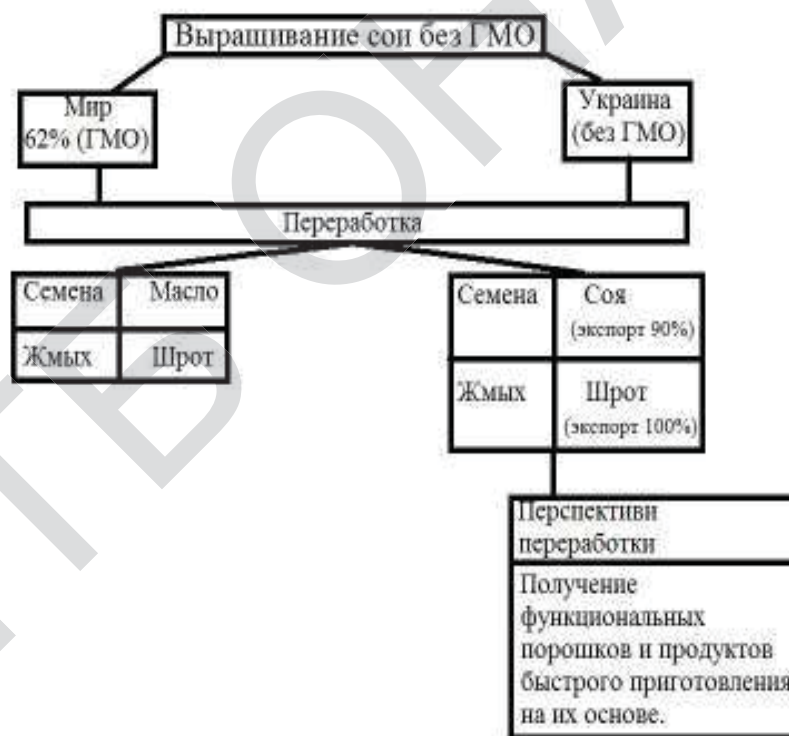 Выращивание сои без ГМО
Мир
62% (ГМО)
Украина
(без ГМО)
Переработка
Семена Масло
Жмых Шрот
Семена Соя
(экспорт 90%)
Жмых Шрот
(экспорт 100%)
Перспективи
переработки
Получение
функциональных
порошков и продуктов
быстрого приготовления
на их основе.